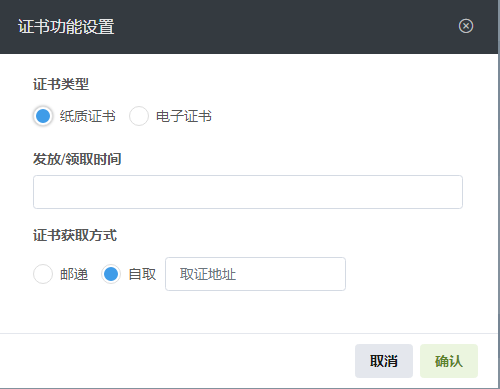 证书功能设置
证书类型
纸质证书 电子证书
发放/领取时间
证书获取方式
邮递 自取 取证地址
取消 确认